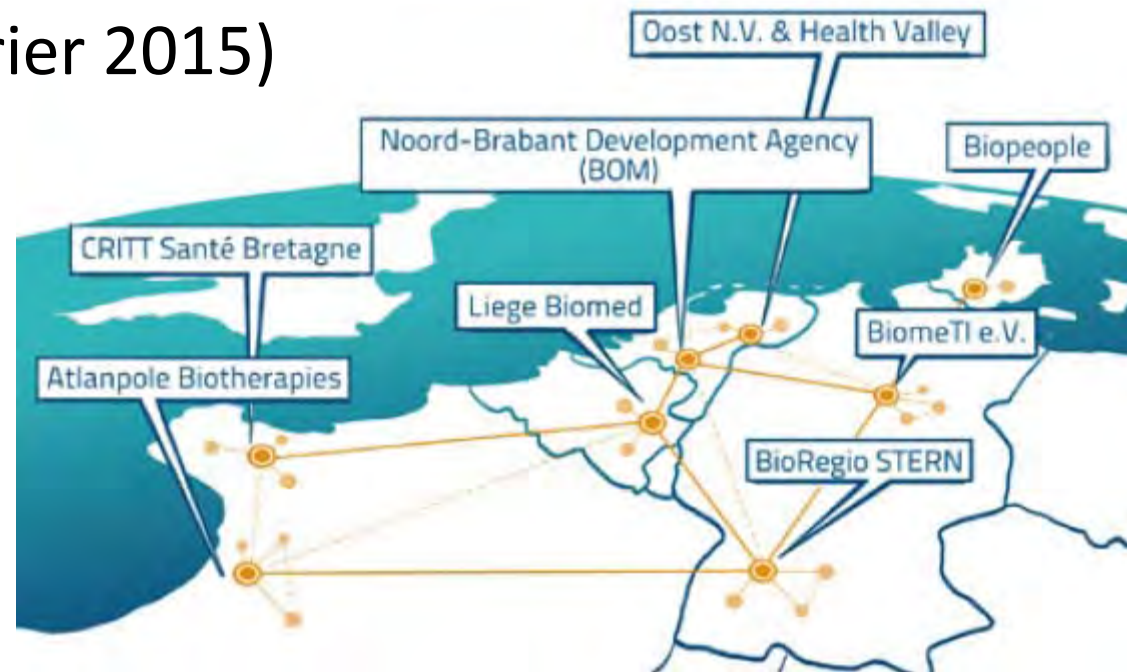 rier 2015)
Oost N.V. & Health Valley
Noord-Brabant Development Agency
(BOM)
Biopeople
CRITT Santé Bretagne
Liege Biomed
BiomeTI e.V.
Atlanpole Biotherapies
BioRegio STERN